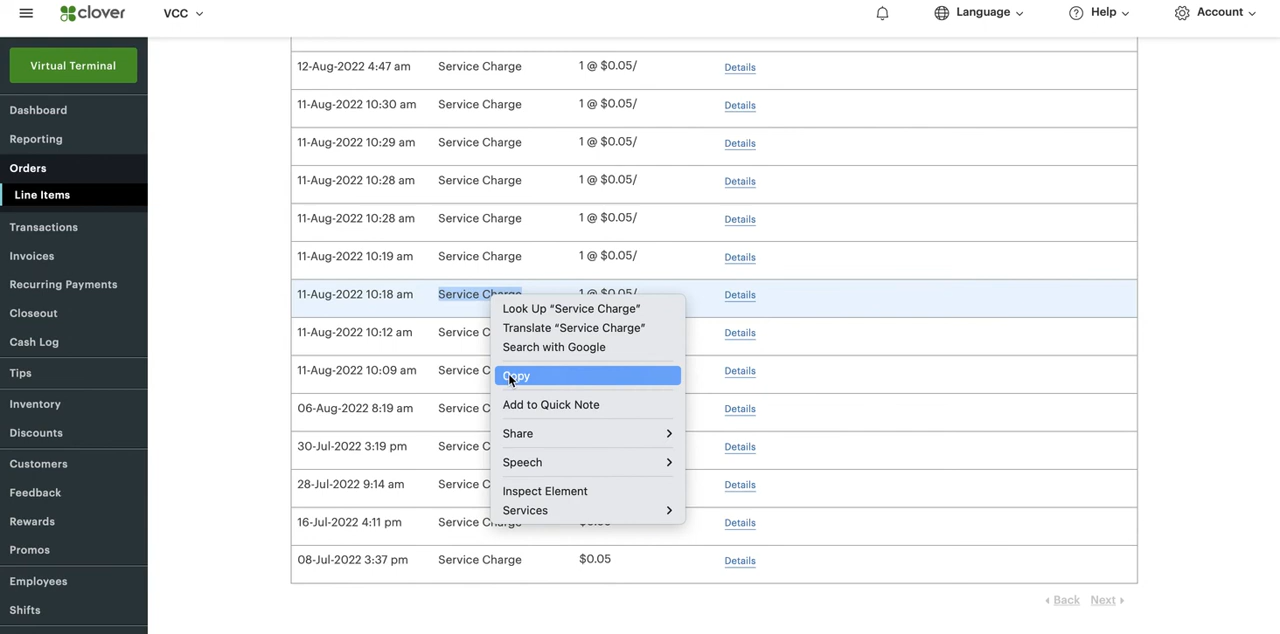 clover
VCC
Language
Help
Account
Virtual Terminal
Dashboard
Reporting
Orders
Line Items
Transactions
Invoices
Recurring Payments
Closeout
Cash Log
Tips
Inventory
Discounts
Customers
Feedback
Rewards
Promos
Employees
Shifts
12-Aug-2022 4:47 am Service Charge 1 @ $0.05/ Details
11-Aug-2022 10:30 am Service Charge 1 @ $0.05/ Details
11-Aug-2022 10:29 am Service Charge 1 @ $0.05/ Details
11-Aug-2022 10:28 am Service Charge 1 @ $0.05/ Details
11-Aug-2022 10:28 am Service Charge 1 @ $0.05/ Details
11-Aug-2022 10:19 am Service Charge 1 @ $0.05/ Details
11-Aug-2022 10:18 am Service Charge 1 @ $0.05/ Details
11-Aug-2022 10:12 am Service C Details
11-Aug-2022 10:09 am Service C Details
06-Aug-2022 8:19 am Service C Details
30-Jul-2022 3:19 pm Service C Details
28-Jul-2022 9:14 am Service C Details
16-Jul-2022 4:11 pm Service Charge Details
08-Jul-2022 3:37 pm Service Charge $0.05 Details
Look Up “Service Charge”
Translate “Service Charge”
Search with Google
Copy
Add to Quick Note
Share
Speech
Inspect Element
Services
Back Next